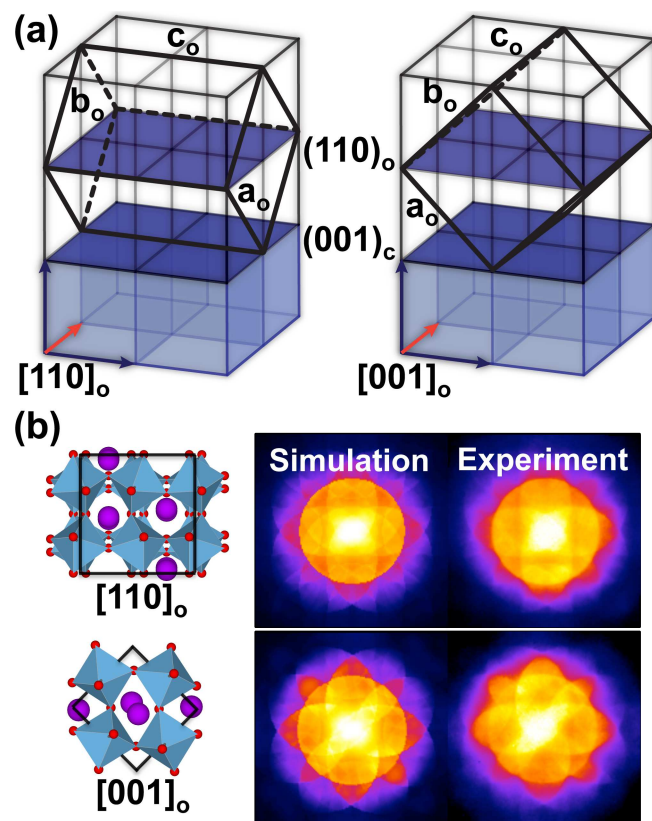 (a)
c_o
b_o
a_o
(110)_o
(001)_c
[110]_o
c_o
b_o
a_o
[001]_o
(b)
Simulation Experiment
[110]_o
[001]_o